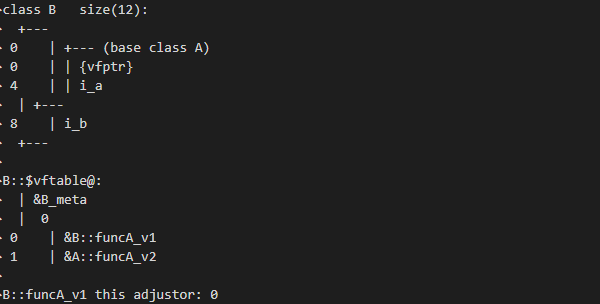 >class B   size(12):
>  +---
> 0    | +--- (base class A)
> 0    | | {vfptr}
> 4    | | i_a
>  | +---
> 8    | i_b
>  +---
>
>B::$vftable@:
>  | &B_meta
>  |  0
> 0    | &B::funcA_v1
> 1    | &A::funcA_v2
>
>B::funcA_v1 this adjustor: 0